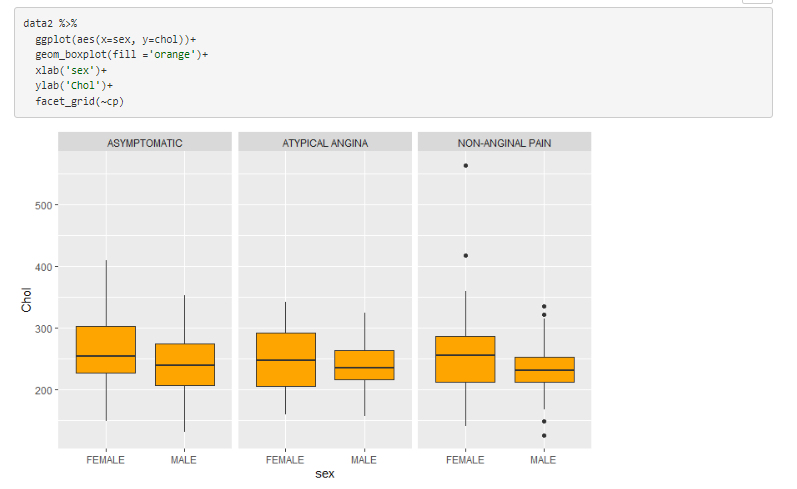 data2 %>%
ggplot(aes(x=sex, y=chol))+
geom_boxplot(fill ='orange')+
xlab('sex')+
ylab('Chol')+
facet_grid(~cp)
ASYMPTOMATIC ATYPICAL ANGINA NON-ANGINAL PAIN
500
400
300
200
Chol
FEMALE MALE FEMALE MALE FEMALE MALE
sex